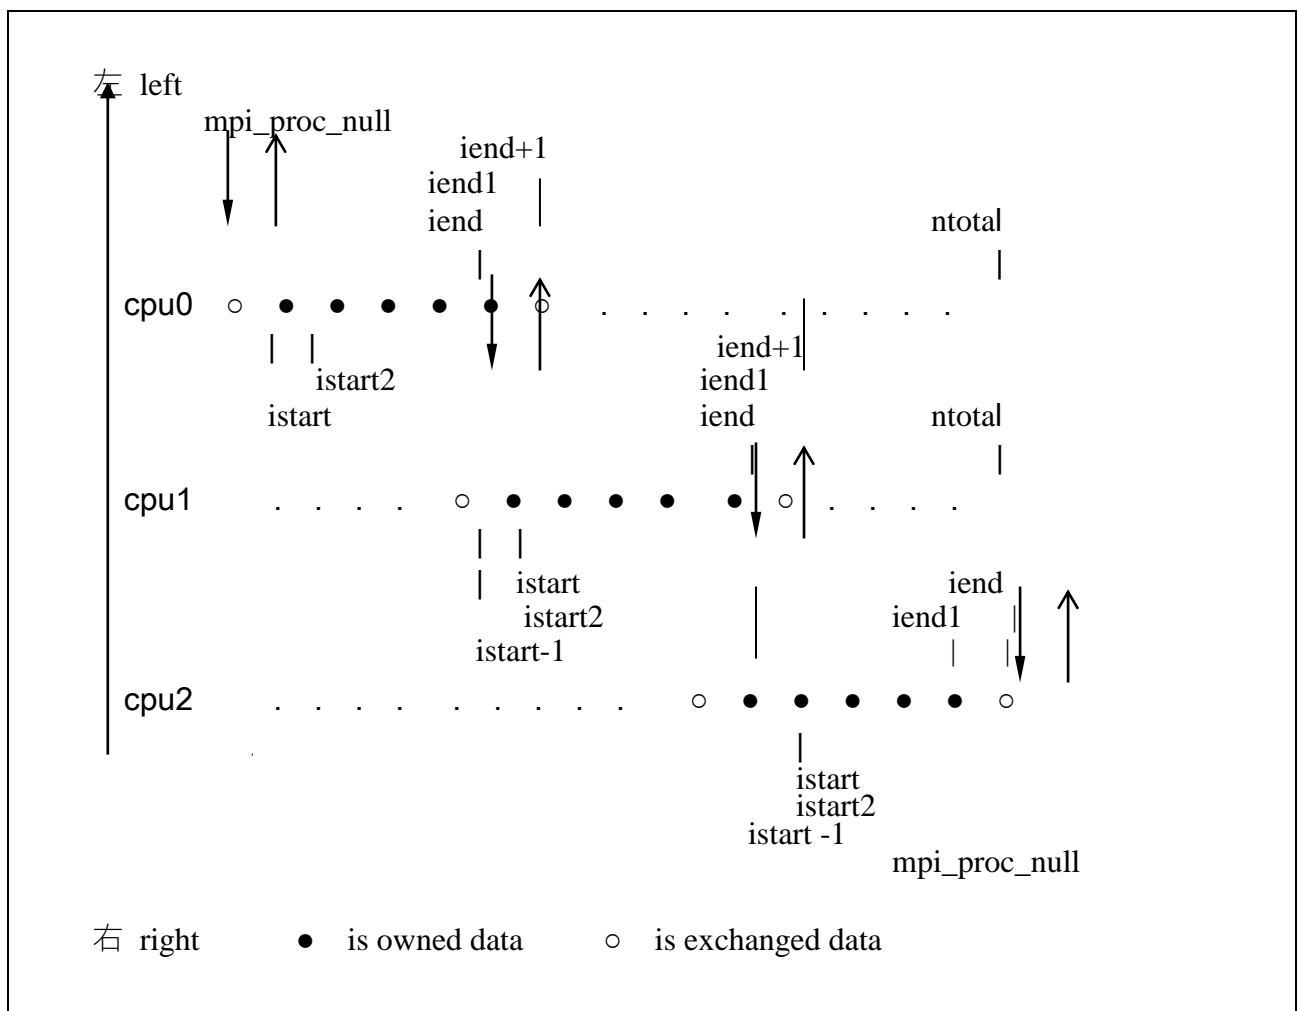 左 left
mpi_proc_null
iend+1
iend1
iend
ntotal
cpu0
iend+1
istart2
iend1
istart
iend
ntotal
cpu1
istart
iend
istart2
iend1
istart-1
cpu2
istart
istart2
istart -1
mpi_proc_null
右 right ● is owned data ○ is exchanged data